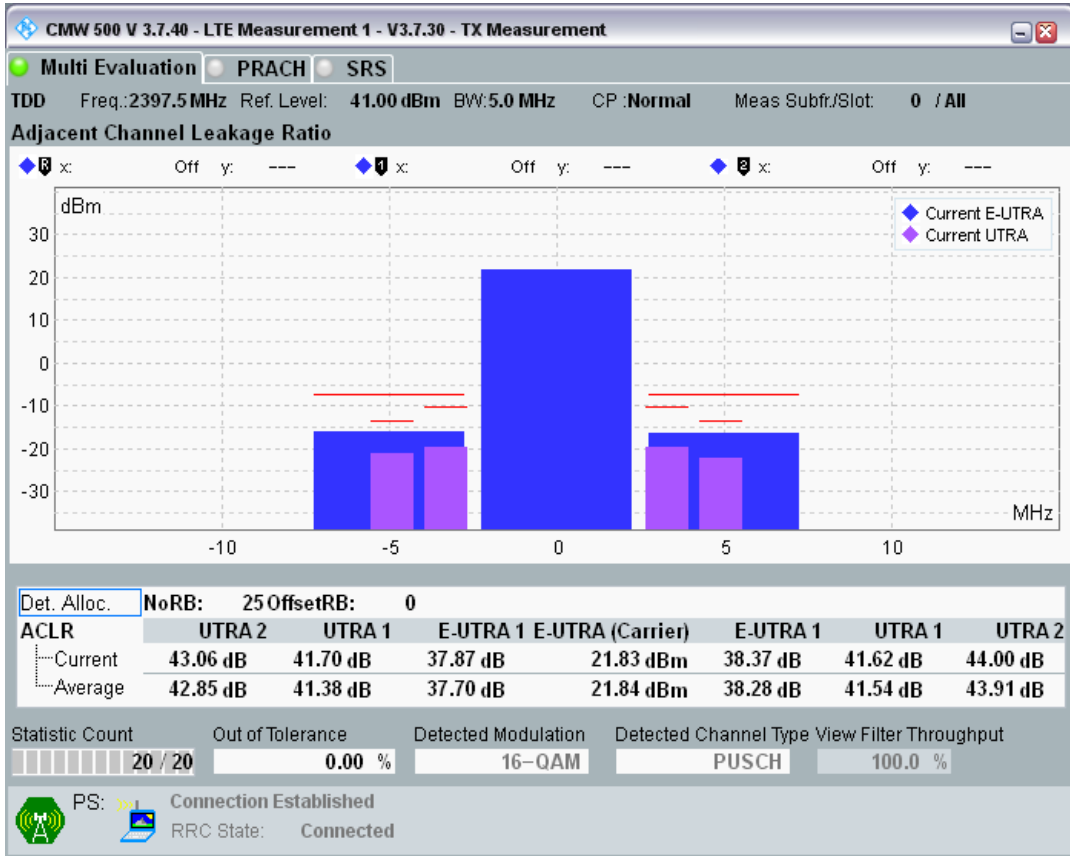 CMW 500 V 3.7.40 - LTE Measurement 1 - V3.7.30 - TX Measurement
Multi Evaluation PRACH SRS
TDD Freq.:2397.5 MHz Ref. Level: 41.00 dBm BW:5.0 MHz CP :Normal Meas Subfr./Slot: 0 / All
Adjacent Channel Leakage Ratio
R x: Off y: --- 1 x: Off y: --- 2 x: Off y: ---
dBm
Current E-UTRA
Current UTRA
30
20
10
0
-10
-20
-30
MHz
-10 -5 0 5 10
Det. Alloc. NoRB: 25 OffsetRB: 0
ACLR UTRA 2 UTRA 1 E-UTRA 1 E-UTRA (Carrier) E-UTRA 1 UTRA 1 UTRA 2
Current 43.06 dB 41.70 dB 37.87 dB 21.83 dBm 38.37 dB 41.62 dB 44.00 dB
Average 42.85 dB 41.38 dB 37.70 dB 21.84 dBm 38.28 dB 41.54 dB 43.91 dB
Statistic Count Out of Tolerance Detected Modulation Detected Channel Type View Filter Throughput
20 / 20 0.00 % 16-QAM PUSCH 100.0 %
PS: Connection Established
RRC State: Connected